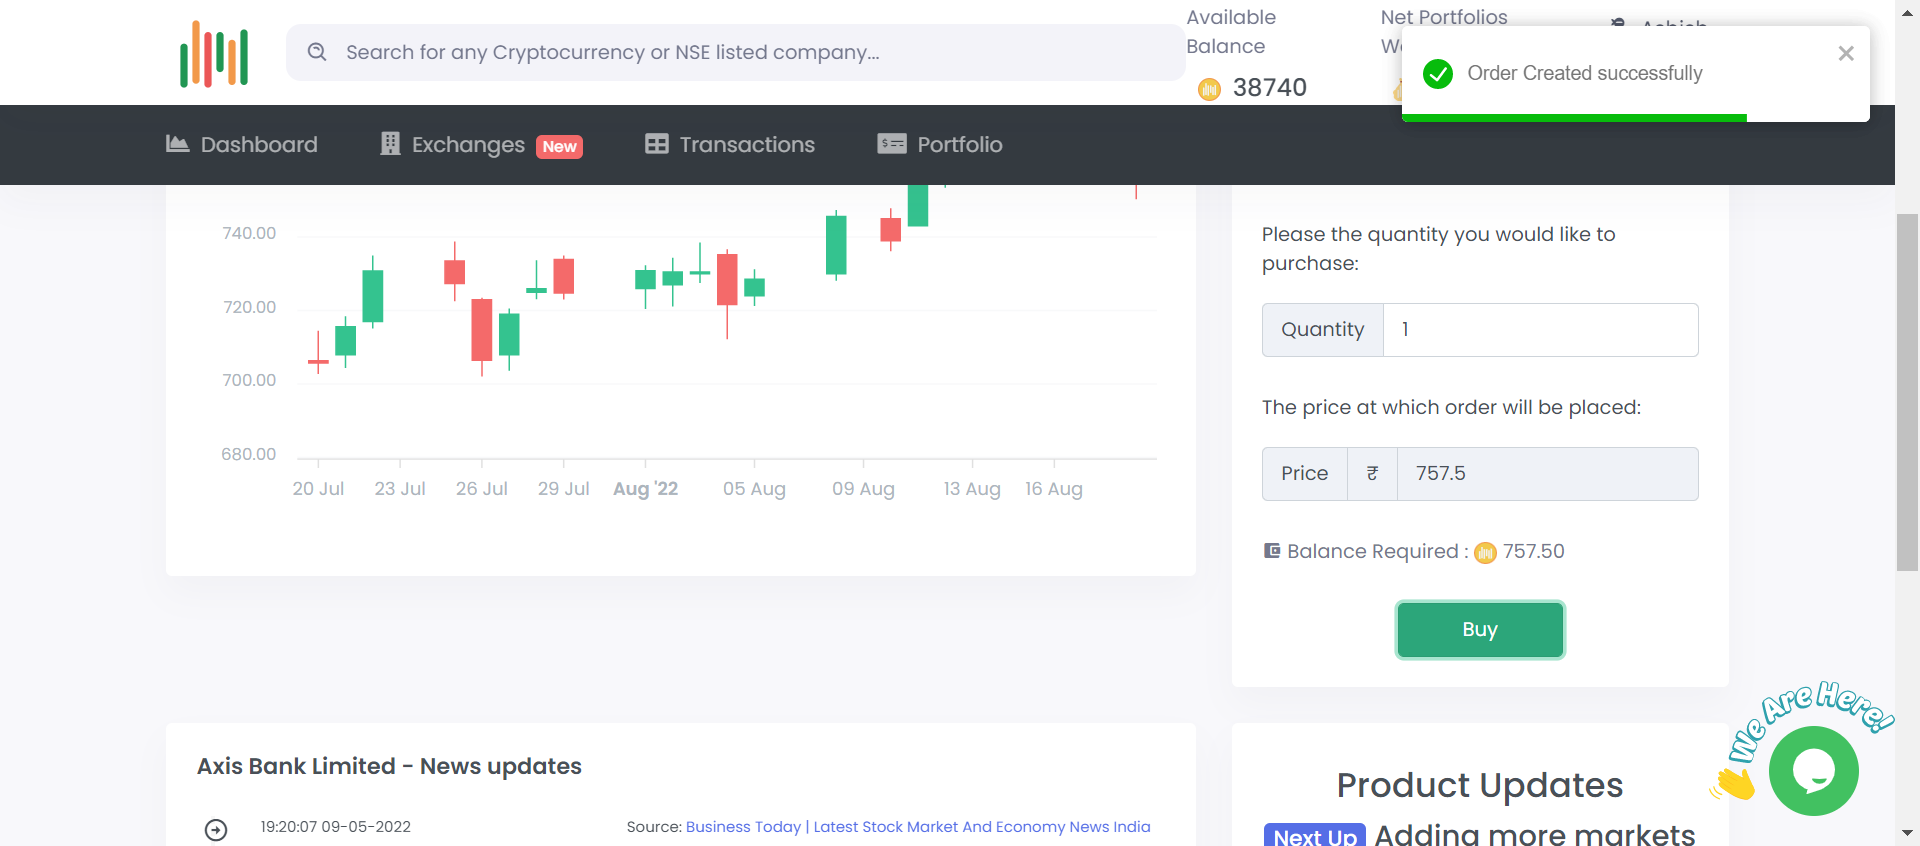 Search for any Cryptocurrency or NSE listed company...
Available
Balance
38740
Net Portfolios
Order Created successfully
Dashboard
Exchanges New
Transactions
Portfolio
740.00
720.00
700.00
680.00
20 Jul 23 Jul 26 Jul 29 Jul Aug '22 05 Aug 09 Aug 13 Aug 16 Aug
Please the quantity you would like to
purchase:
Quantity 1
The price at which order will be placed:
Price ₹ 757.5
Balance Required : 757.50
Buy
We Are Here!
Axis Bank Limited - News updates
19:20:07 09-05-2022
Source: Business Today | Latest Stock Market And Economy News India
Product Updates
Next Up Adding more markets